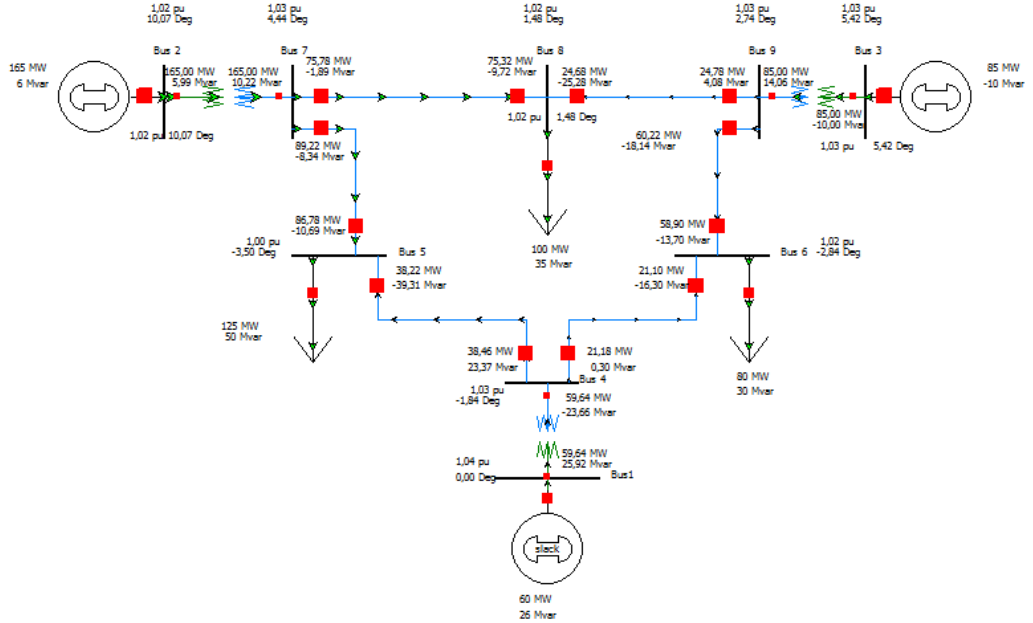 1,02 pu
10,07 Deg
1,03 pu
4,44 Deg
1,02 pu
1,48 Deg
1,03 pu
2,74 Deg
1,03 pu
5,42 Deg
Bus 2
Bus 7
Bus 8
Bus 9
Bus 3
165 MW
6 Mvar
165,00 MW
5,99 Mvar
165,00 MW
10,22 Mvar
75,78 MW
-1,89 Mvar
75,32 MW
-9,72 Mvar
24,68 MW
-25,28 Mvar
24,78 MW
4,08 Mvar
85,00 MW
14,06 Mvar
85 MW
-10 Mvar
85,00 MW
-10,00 Mvar
1,02 pu
10,07 Deg
1,02 pu
1,48 Deg
1,03 pu
5,42 Deg
89,22 MW
-8,34 Mvar
60,22 MW
-18,14 Mvar
86,78 MW
-10,69 Mvar
58,90 MW
-13,70 Mvar
1,00 pu
-3,50 Deg
Bus 5
100 MW
35 Mvar
Bus 6
1,02 pu
-2,84 Deg
38,22 MW
-39,31 Mvar
21,10 MW
-16,30 Mvar
125 MW
50 Mvar
38,46 MW
23,37 Mvar
21,18 MW
0,30 Mvar
80 MW
30 Mvar
Bus 4
1,03 pu
-1,84 Deg
59,64 MW
-23,66 Mvar
59,64 MW
25,92 Mvar
1,04 pu
0,00 Deg
Bus1
slack
60 MW
26 Mvar